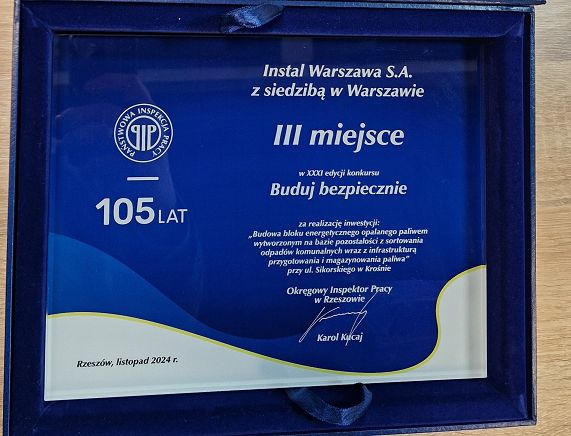 Instal Warszawa S.A.
z siedzibą w Warszawie
PAŃSTWOWA INSPEKCJA PRACY
PIP
105 LAT
III miejsce
w XXXI edycji konkursu
Buduj bezpiecznie
za realizację inwestycji:
„Budowa bloku energetycznego opalanego paliwem
wytworzonym na bazie pozostałości z sortowania
odpadów komunalnych wraz z infrastrukturą
przygotowania i magazynowania paliwa”
przy ul. Sikorskiego w Krośnie
Okręgowy Inspektor Pracy
w Rzeszowie
Karol Kucaj
Rzeszów, listopad 2024 r.